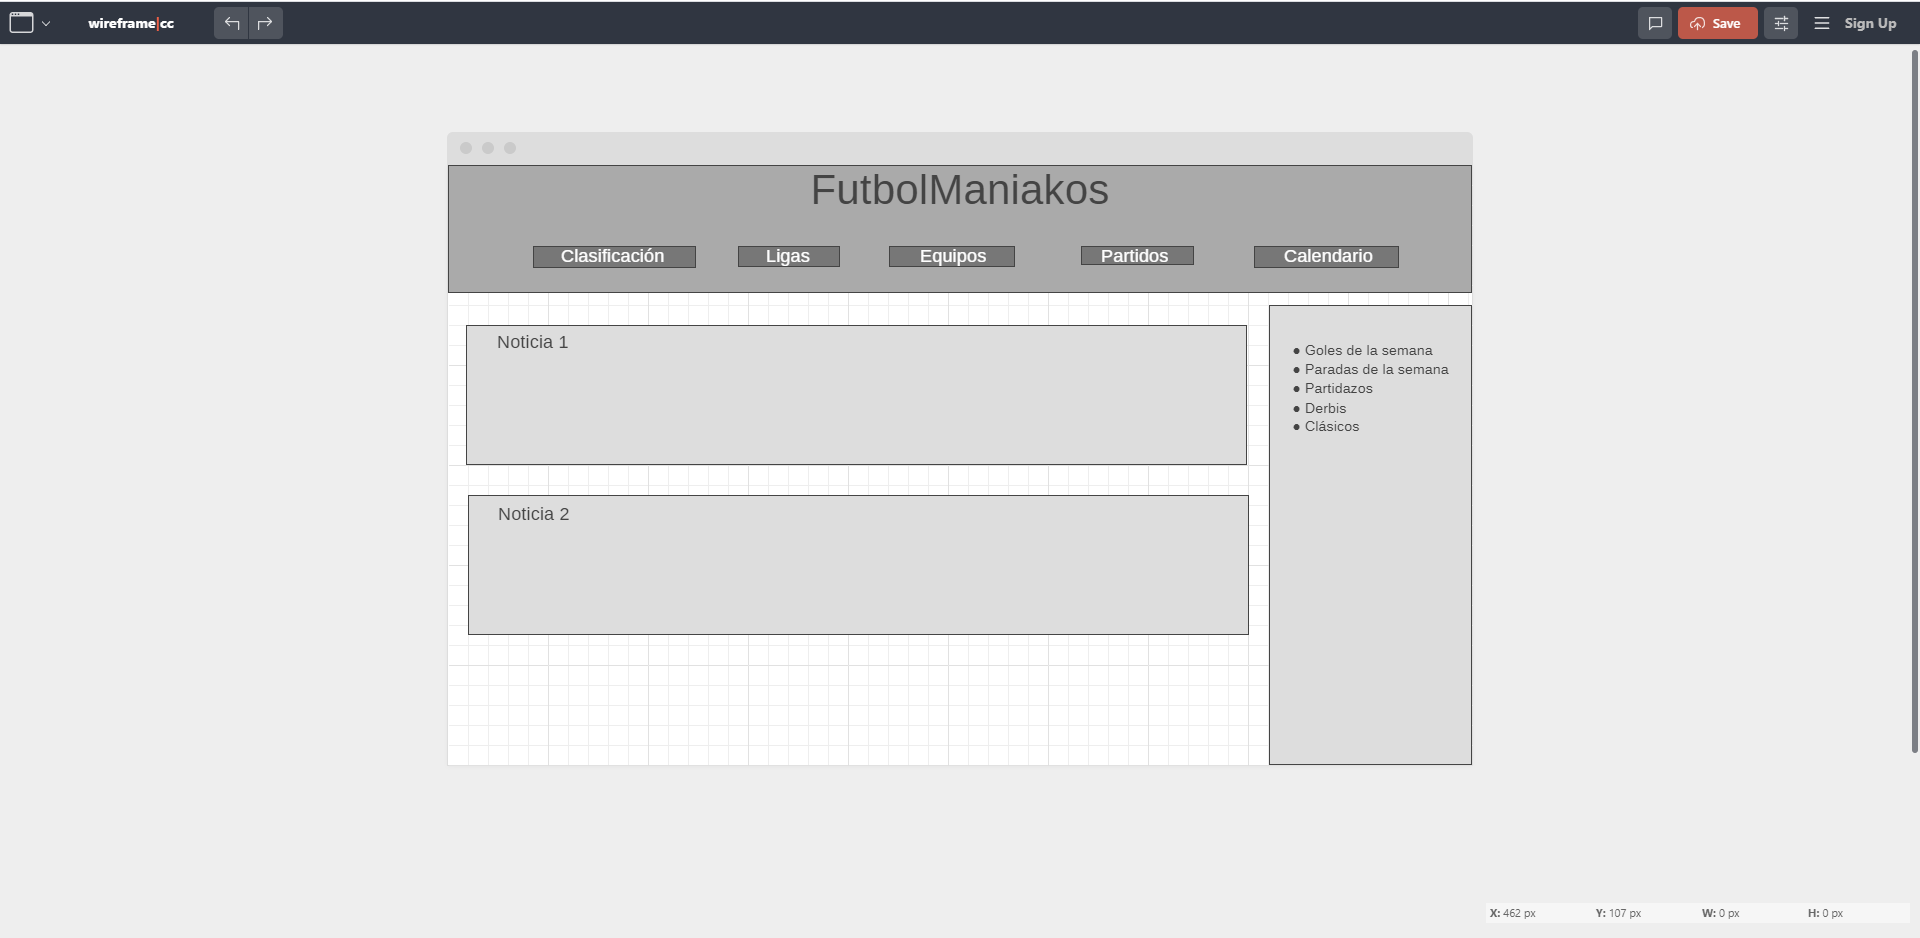 wireframe|cc
Save
Sign Up
FutbolManiakos
Clasificación
Ligas
Equipos
Partidos
Calendario
Noticia 1
● Goles de la semana
● Paradas de la semana
● Partidazos
● Derbis
● Clásicos
Noticia 2
X: 462 px Y: 107 px W: 0 px H: 0 px